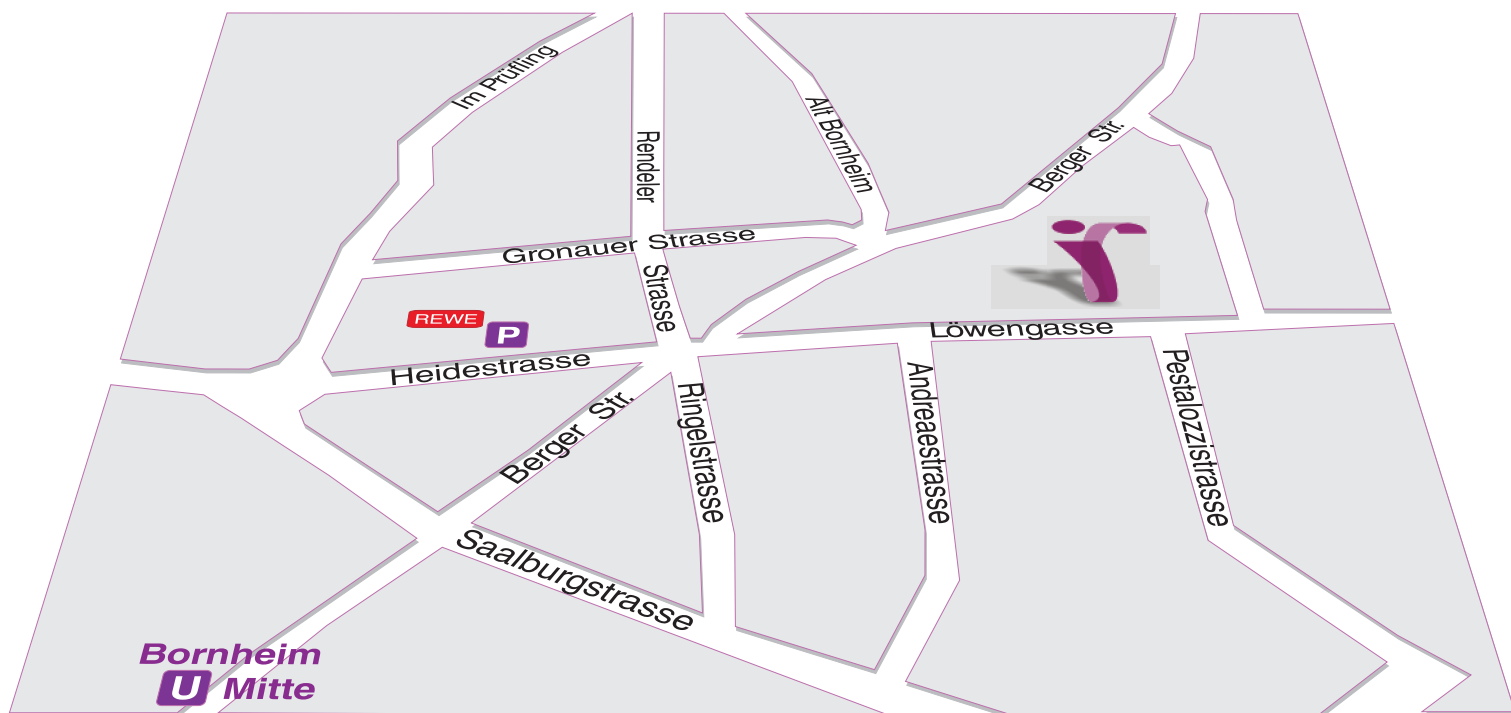 Im Prüfling
Rendeler
Alt Bornheim
Berger Str.
Gronauer Strasse
Strasse
REWE
P
Löwengasse
Heidestrasse
Berger Str.
Ringelstrasse
Andreaestrasse
Pestalozzistrasse
Saalburgstrasse
Bornheim
U Mitte